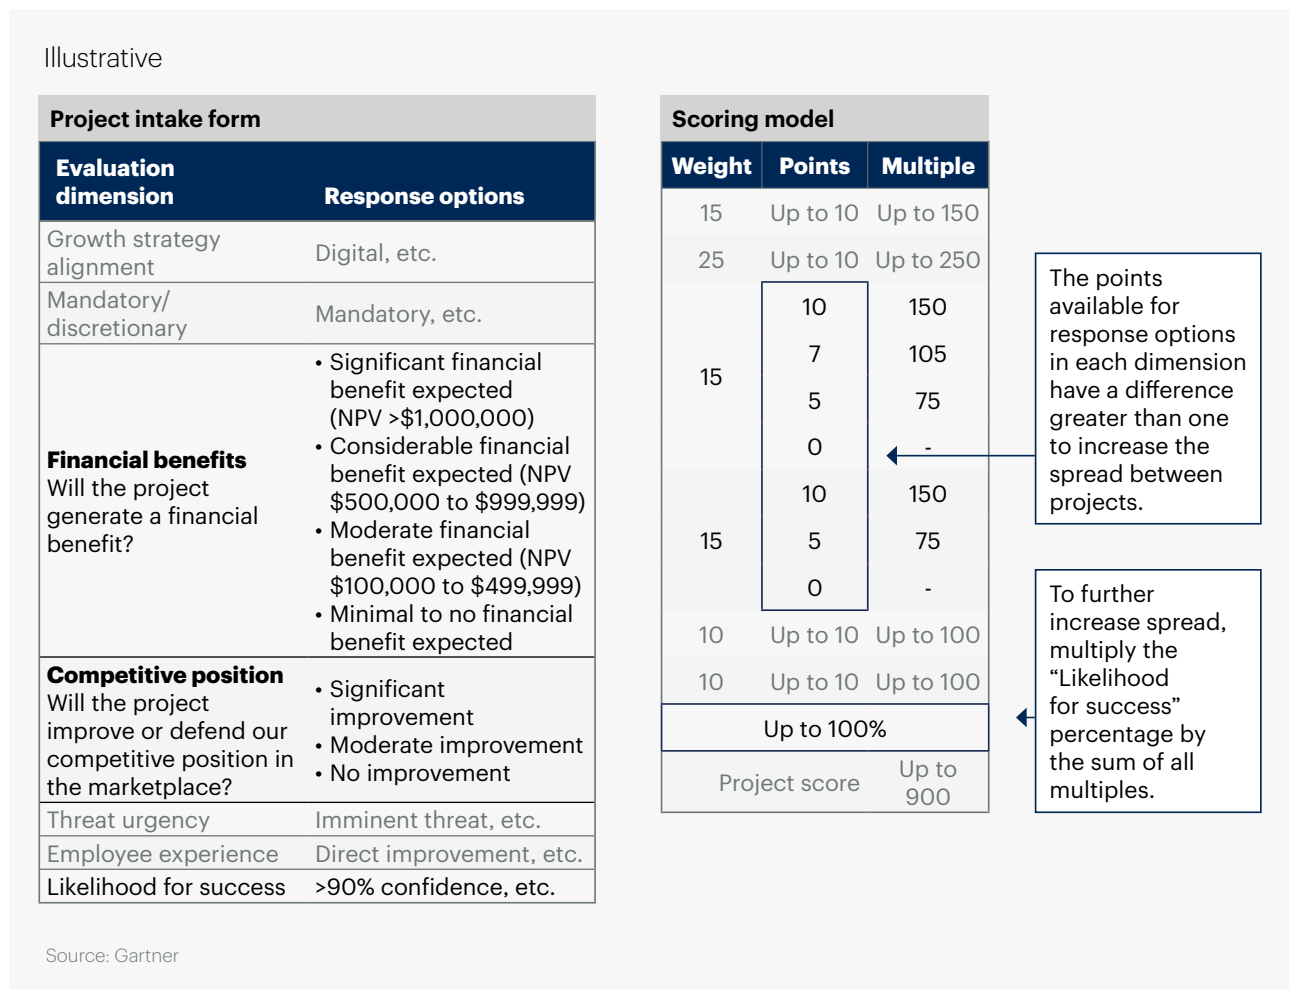 Illustrative
Project intake form
Evaluation
dimension
Response options
Growth strategy
alignment
Digital, etc.
Mandatory/
discretionary
Mandatory, etc.
Financial benefits
Will the project
generate a financial
benefit?
• Significant financial
benefit expected
(NPV >$1,000,000)
• Considerable financial
benefit expected (NPV
$500,000 to $999,999)
• Moderate financial
benefit expected (NPV
$100,000 to $499,999)
• Minimal to no financial
benefit expected
Competitive position
Will the project
improve or defend our
competitive position in
the marketplace?
• Significant
improvement
• Moderate improvement
• No improvement
Threat urgency
Imminent threat, etc.
Employee experience
Direct improvement, etc.
Likelihood for success
>90% confidence, etc.
Scoring model
Weight Points Multiple
15 Up to 10 Up to 150
25 Up to 10 Up to 250
15
10 150
7 105
5 75
0 -
15
10 150
5 75
0 -
10 Up to 10 Up to 100
10 Up to 10 Up to 100
Up to 100%
Project score
Up to
900
The points
available for
response options
in each dimension
have a difference
greater than one
to increase the
spread between
projects.
To further
increase spread,
multiply the
“Likelihood
for success”
percentage by
the sum of all
multiples.
Source: Gartner